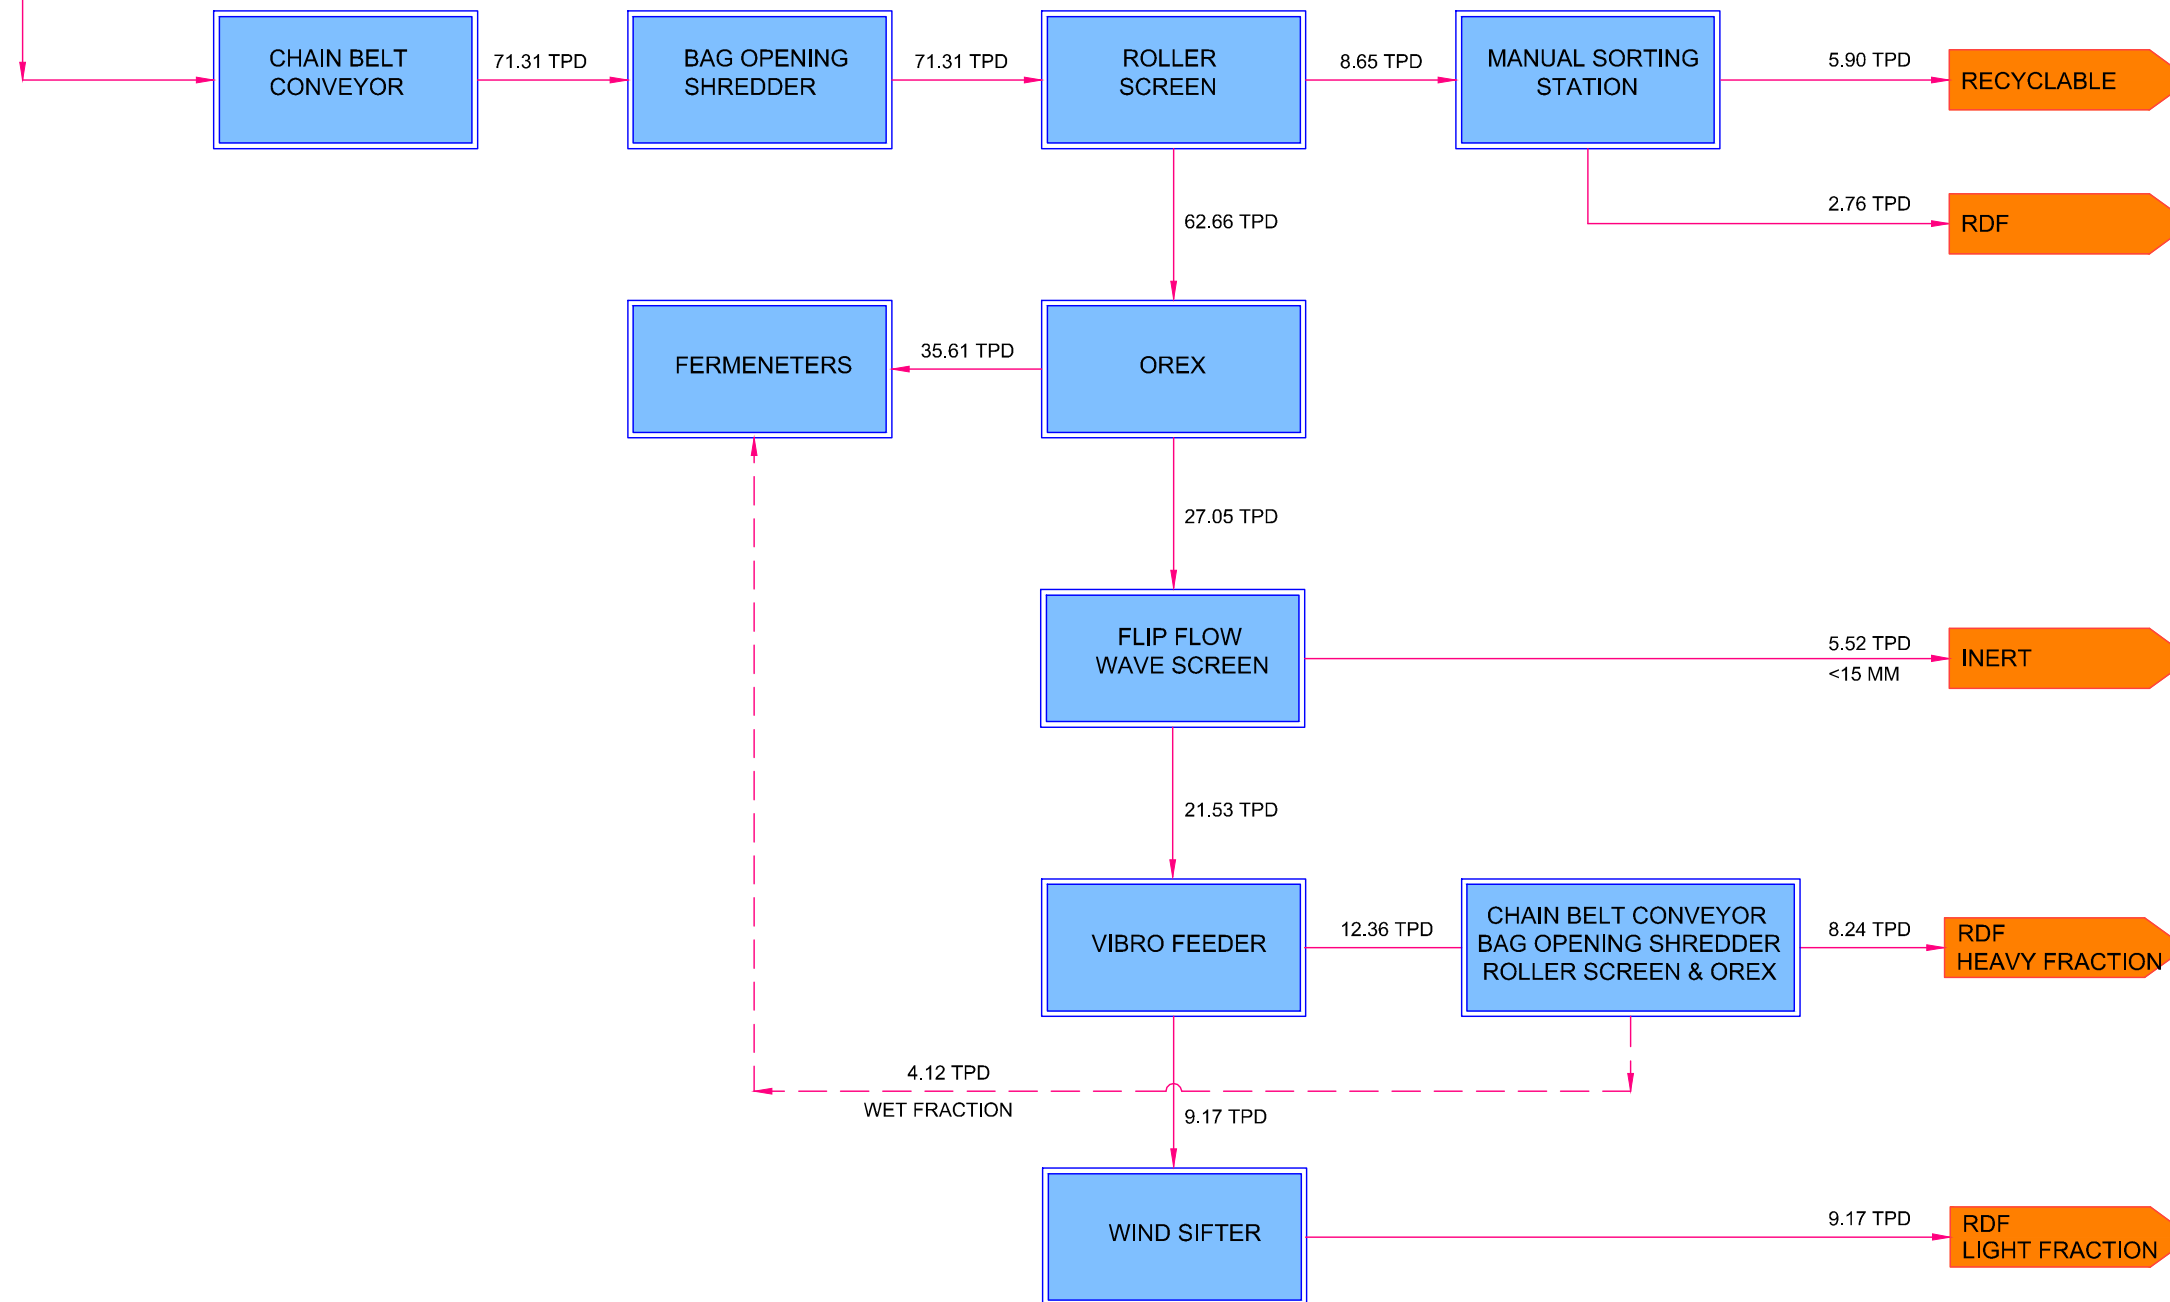 CHAIN BELT
CONVEYOR
71.31 TPD
BAG OPENING
SHREDDER
71.31 TPD
ROLLER
SCREEN
8.65 TPD
MANUAL SORTING
STATION
5.90 TPD
RECYCLABLE
2.76 TPD
RDF
62.66 TPD
FERMENETERS
35.61 TPD
OREX
27.05 TPD
FLIP FLOW
WAVE SCREEN
5.52 TPD
<15 MM
INERT
21.53 TPD
VIBRO FEEDER
12.36 TPD
CHAIN BELT CONVEYOR
BAG OPENING SHREDDER
ROLLER SCREEN & OREX
8.24 TPD
RDF
HEAVY FRACTION
4.12 TPD
WET FRACTION
9.17 TPD
WIND SIFTER
9.17 TPD
RDF
LIGHT FRACTION